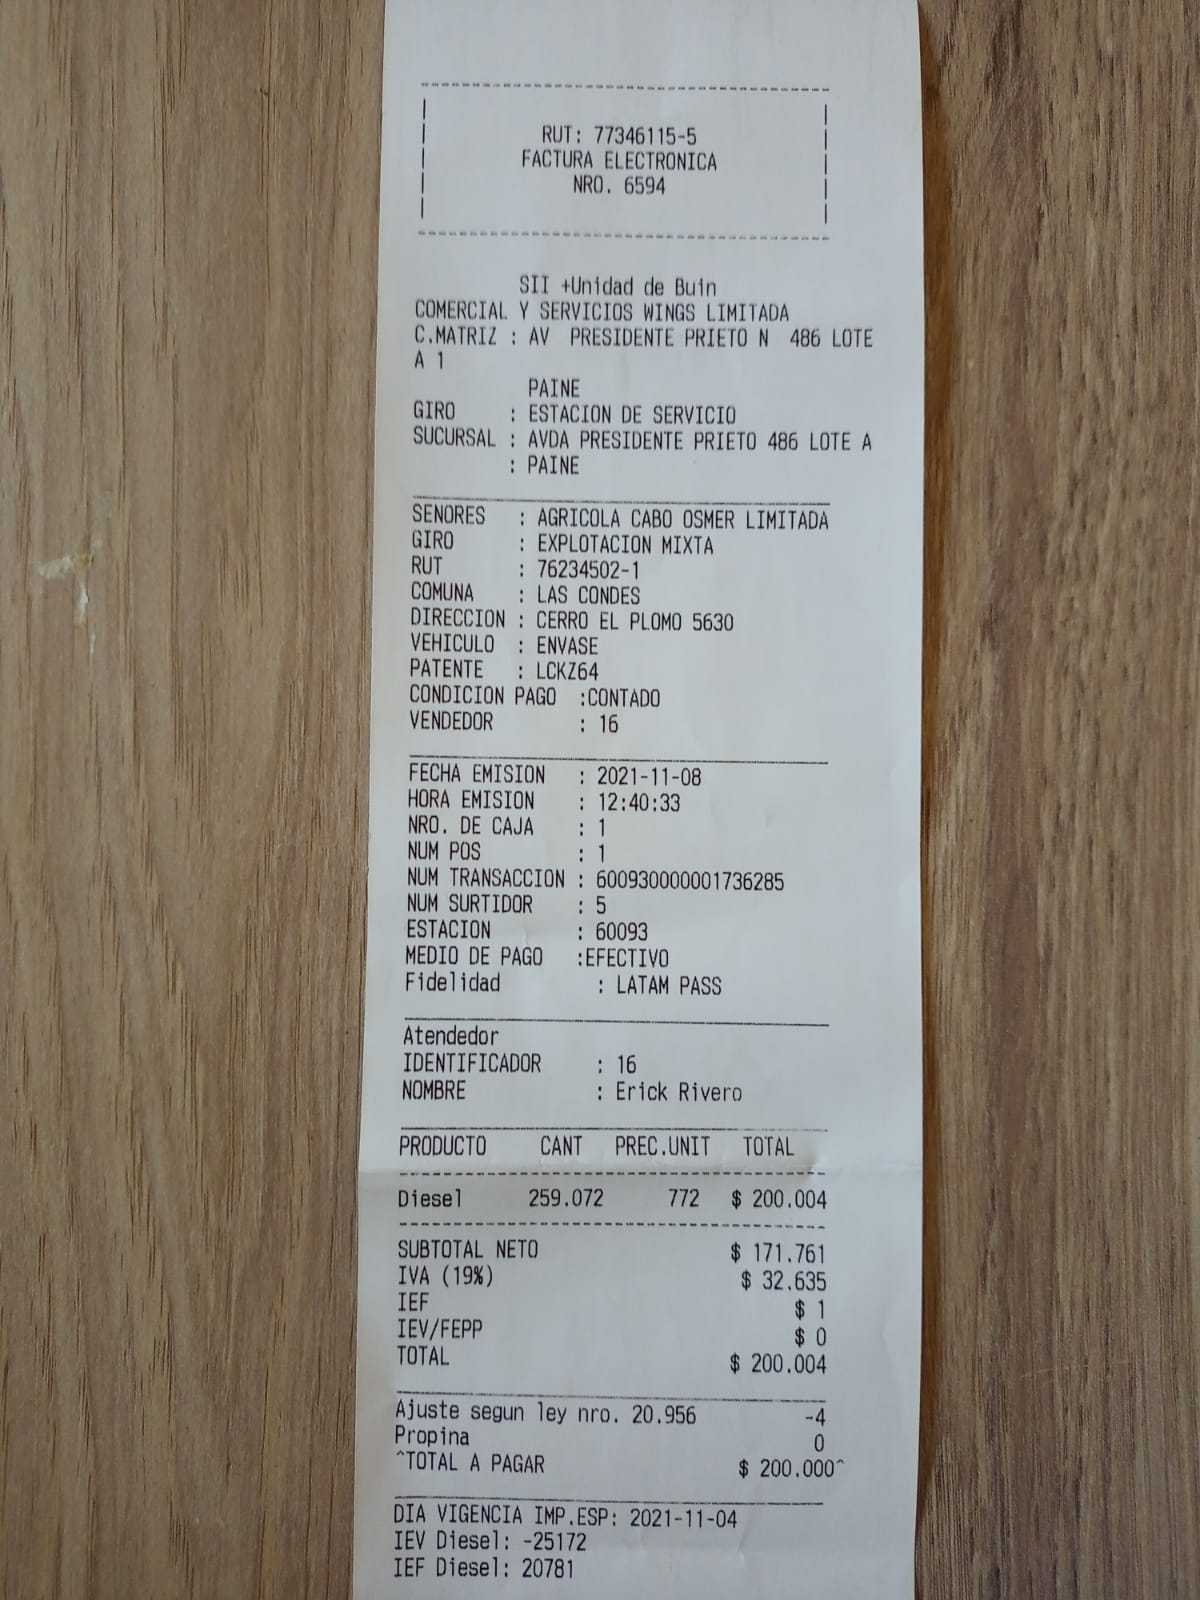 RUT: 77346115-5
FACTURA ELECTRONICA
NRO. 6594
SII +Unidad de Buin
COMERCIAL Y SERVICIOS WINGS LIMITADA
C.MATRIZ : AV PRESIDENTE PRIETO N 486 LOTE
A 1
PAINE
GIRO : ESTACION DE SERVICIO
SUCURSAL : AVDA PRESIDENTE PRIETO 486 LOTE A
: PAINE
SENORES : AGRICOLA CABO OSMER LIMITADA
GIRO : EXPLOTACION MIXTA
RUT : 76234502-1
COMUNA : LAS CONDES
DIRECCION : CERRO EL PLOMO 5630
VEHICULO : ENVASE
PATENTE : LCKZ64
CONDICION PAGO :CONTADO
VENDEDOR : 16
FECHA EMISION : 2021-11-08
HORA EMISION : 12:40:33
NRO. DE CAJA : 1
NUM POS : 1
NUM TRANSACCION : 600930000001736285
NUM SURTIDOR : 5
ESTACION : 60093
MEDIO DE PAGO :EFECTIVO
Fidelidad : LATAM PASS
Atendedor
IDENTIFICADOR : 16
NOMBRE : Erick Rivero
PRODUCTO CANT PREC.UNIT TOTAL
Diesel 259.072 772 $ 200.004
SUBTOTAL NETO $ 171.761
IVA (19%) $ 32.635
IEF $ 1
IEV/FEPP $ 0
TOTAL $ 200.004
Ajuste segun ley nro. 20.956 -4
Propina 0
^TOTAL A PAGAR $ 200.000^
DIA VIGENCIA IMP.ESP: 2021-11-04
IEV Diesel: -25172
IEF Diesel: 20781